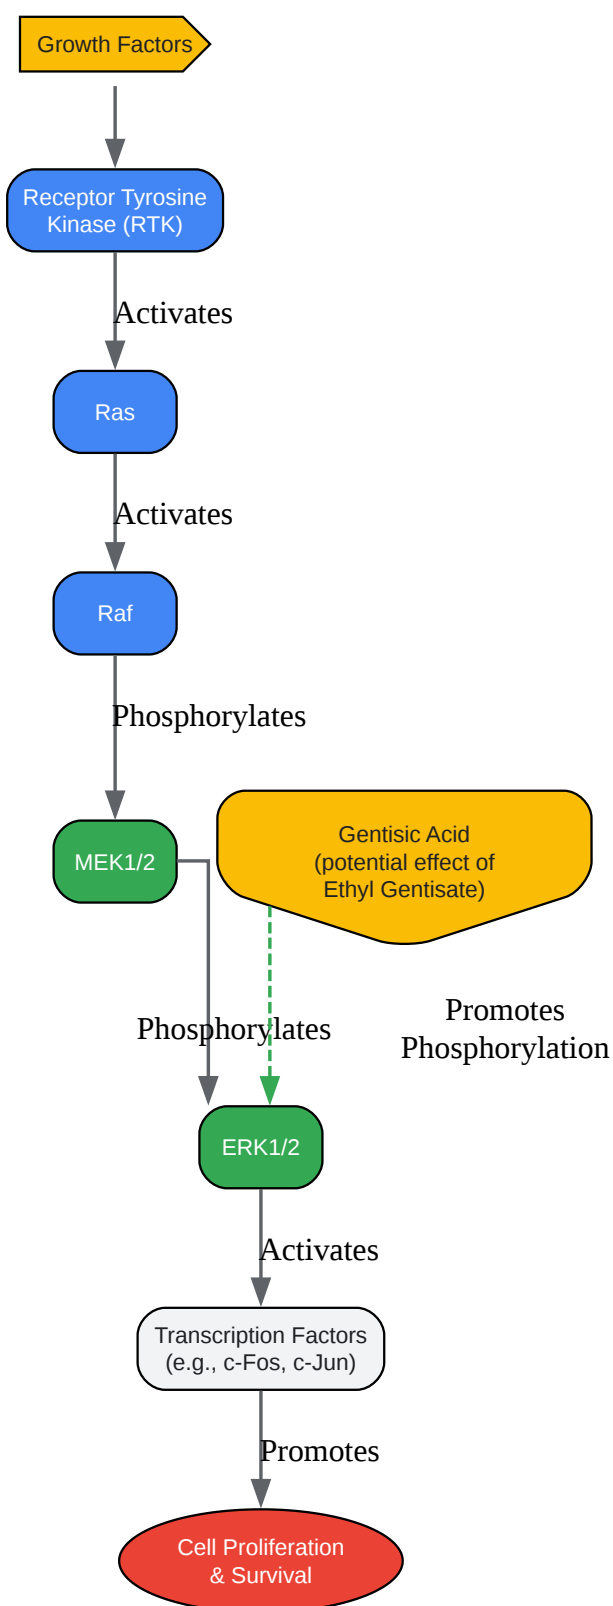 Growth Factors
Receptor Tyrosine
Kinase (RTK)
Activates
Ras
Activates
Raf
Phosphorylates
MEK1/2
Gentisic Acid
(potential effect of
Ethyl Gentisate)
Phosphorylates
Promotes
Phosphorylation
ERK1/2
Activates
Transcription Factors
(e.g., c-Fos, c-Jun)
Promotes
Cell Proliferation
& Survival